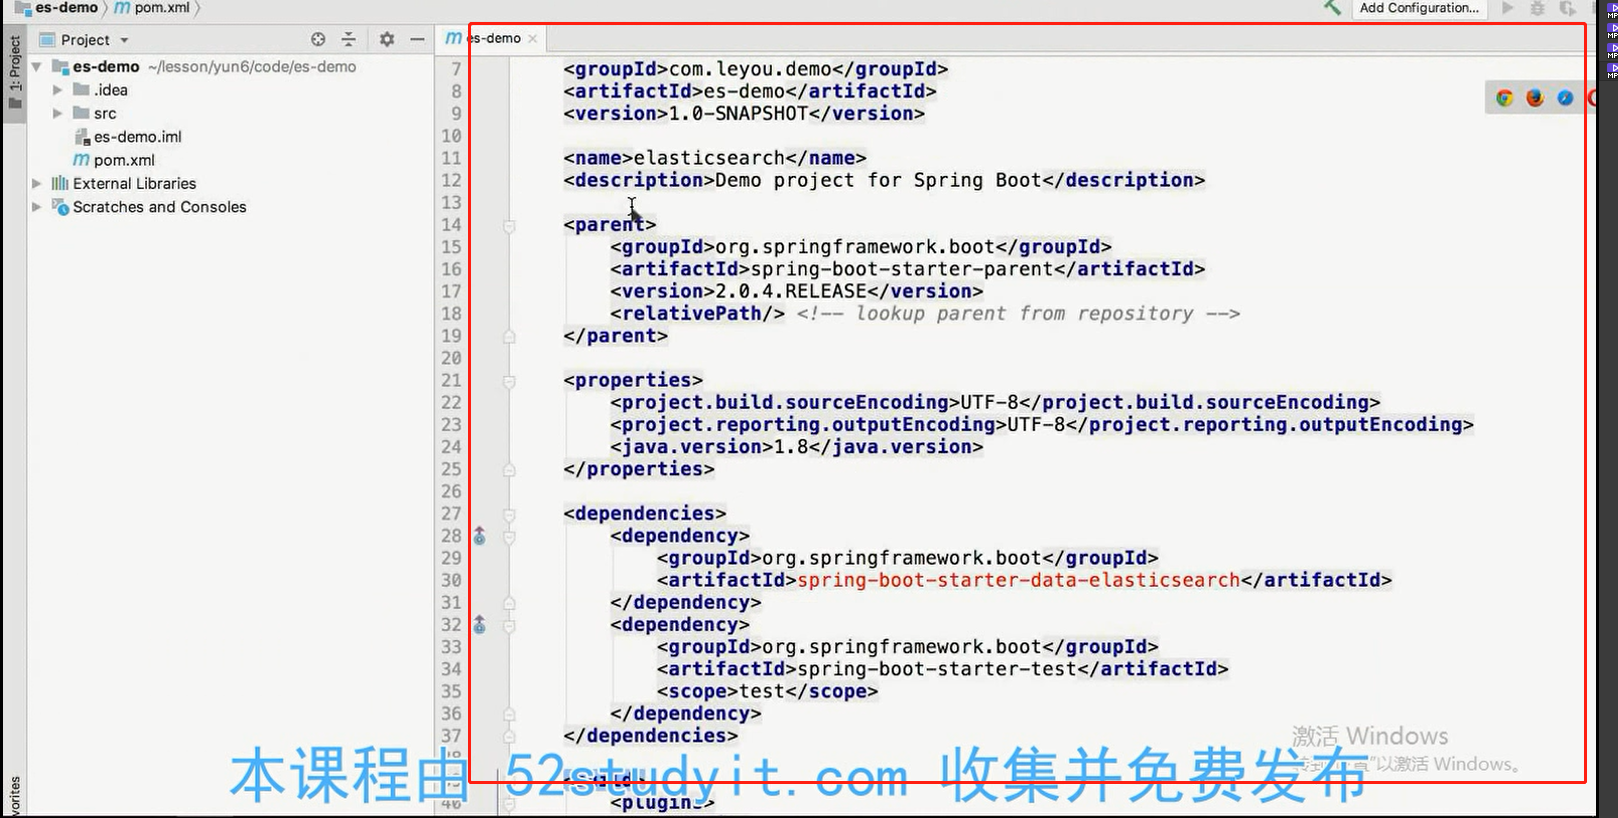 es-demo pom.xml
Add Configuration...
Project
1: Project
es-demo ~/lesson/yun6/code/es-demo
.idea
src
es-demo.iml
pom.xml
External Libraries
Scratches and Consoles
es-demo
7 <groupId>com.leyou.demo</groupId>
8 <artifactId>es-demo</artifactId>
9 <version>1.0-SNAPSHOT</version>
10
11 <name>elasticsearch</name>
12 <description>Demo project for Spring Boot</description>
13
14 <parent>
15 <groupId>org.springframework.boot</groupId>
16 <artifactId>spring-boot-starter-parent</artifactId>
17 <version>2.0.4.RELEASE</version>
18 <relativePath/> <!-- lookup parent from repository -->
19 </parent>
20
21 <properties>
22 <project.build.sourceEncoding>UTF-8</project.build.sourceEncoding>
23 <project.reporting.outputEncoding>UTF-8</project.reporting.outputEncoding>
24 <java.version>1.8</java.version>
25 </properties>
26
27 <dependencies>
28 <dependency>
29 <groupId>org.springframework.boot</groupId>
30 <artifactId>spring-boot-starter-data-elasticsearch</artifactId>
31 </dependency>
32 <dependency>
33 <groupId>org.springframework.boot</groupId>
34 <artifactId>spring-boot-starter-test</artifactId>
35 <scope>test</scope>
36 </dependency>
37 </dependencies>
激活 Windows
以激活 Windows。
本课程由 52studyit.com 收集并免费发布
40 <plugins>